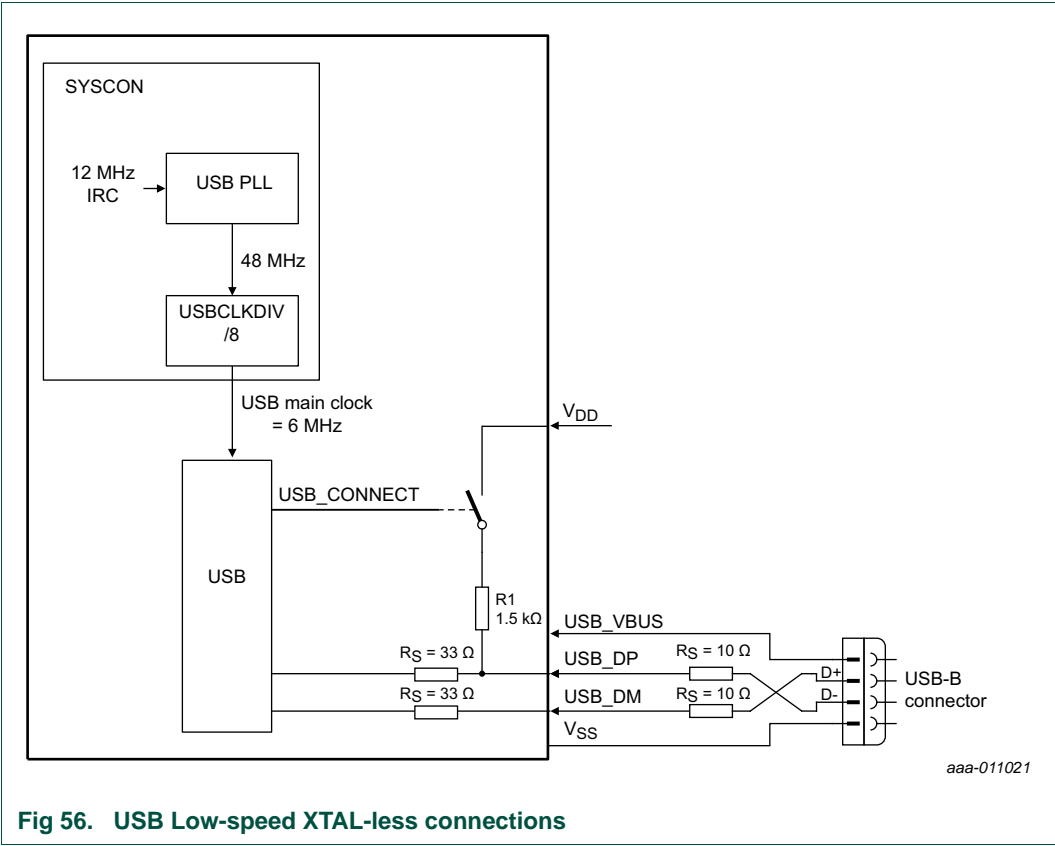 SYSCON
12 MHz
IRC
USB PLL
48 MHz
USBCLKDIV
/8
USB main clock
= 6 MHz
VDD
USB_CONNECT
USB
R1
1.5 kΩ
USB_VBUS
RS = 33 Ω
USB_DP
RS = 10 Ω
D+
USB-B
connector
RS = 33 Ω
USB_DM
RS = 10 Ω
D-
VSS
aaa-011021
Fig 56. USB Low-speed XTAL-less connections